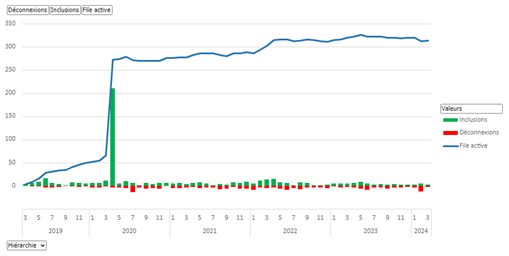 Déconnexions Inclusions File active
350
300
250
200
150
100
50
0
3 5 7 9 11 1 3 5 7 9 11 1 3 5 7 9 11 1 3 5 7 9 11 1 3 5 7 9 11 1 3
2019 2020 2021 2022 2023 2024
Valeurs
Inclusions
Déconnexions
File active
Hiérarchie